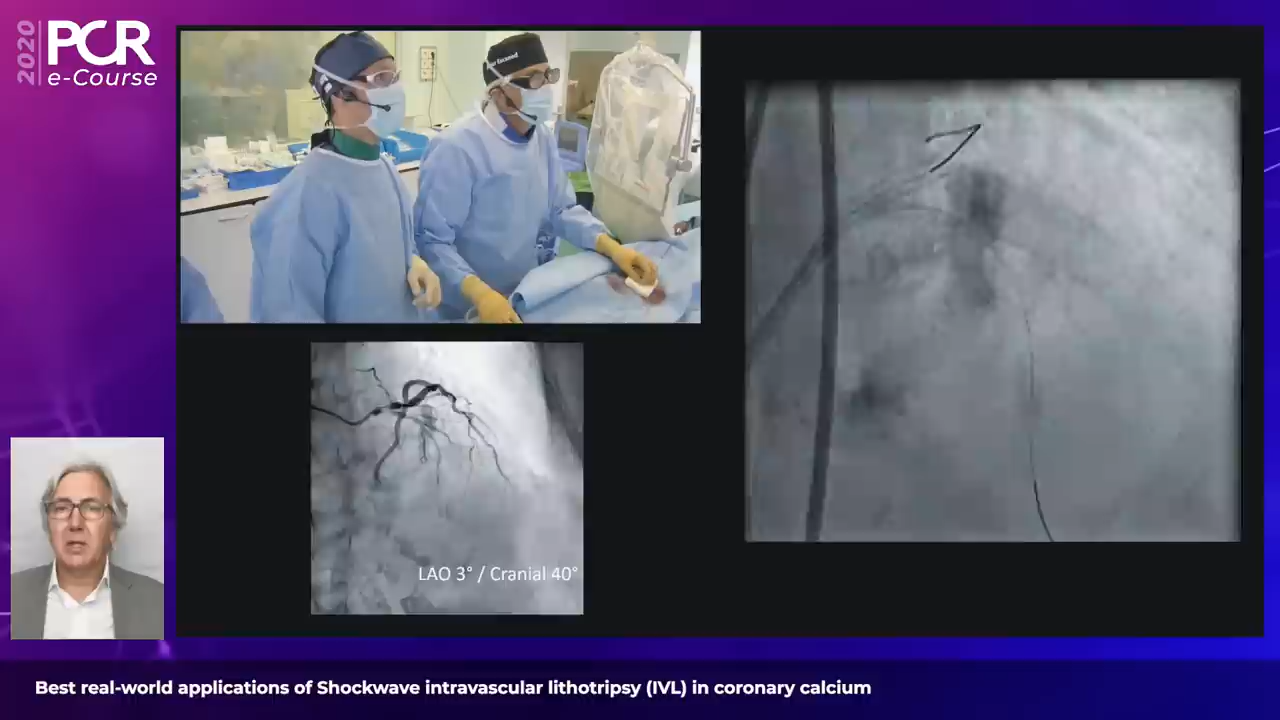 2020
PCR
e-Course
LAO 3° / Cranial 40°
Best real-world applications of Shockwave intravascular lithotripsy (IVL) in coronary calcium